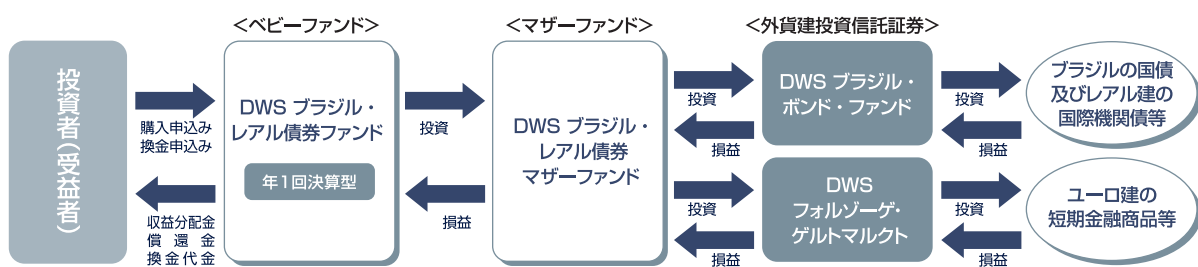 <ベビーファンド>
<マザーファンド>
<外貨建投資信託証券>
投資者(受益者)
購入申込み
換金申込み
収益分配金
償還金
換金代金
DWS ブラジル・
レアル債券ファンド
年1回決算型
投資
損益
DWS ブラジル・
レアル債券
マザーファンド
投資
損益
投資
損益
DWS ブラジル・
ボンド・ファンド
投資
損益
ブラジルの国債
及びレアル建の
国際機関債等
DWS
フォルゾーゲ・
ゲルトマルクト
投資
損益
ユーロ建の
短期金融商品等